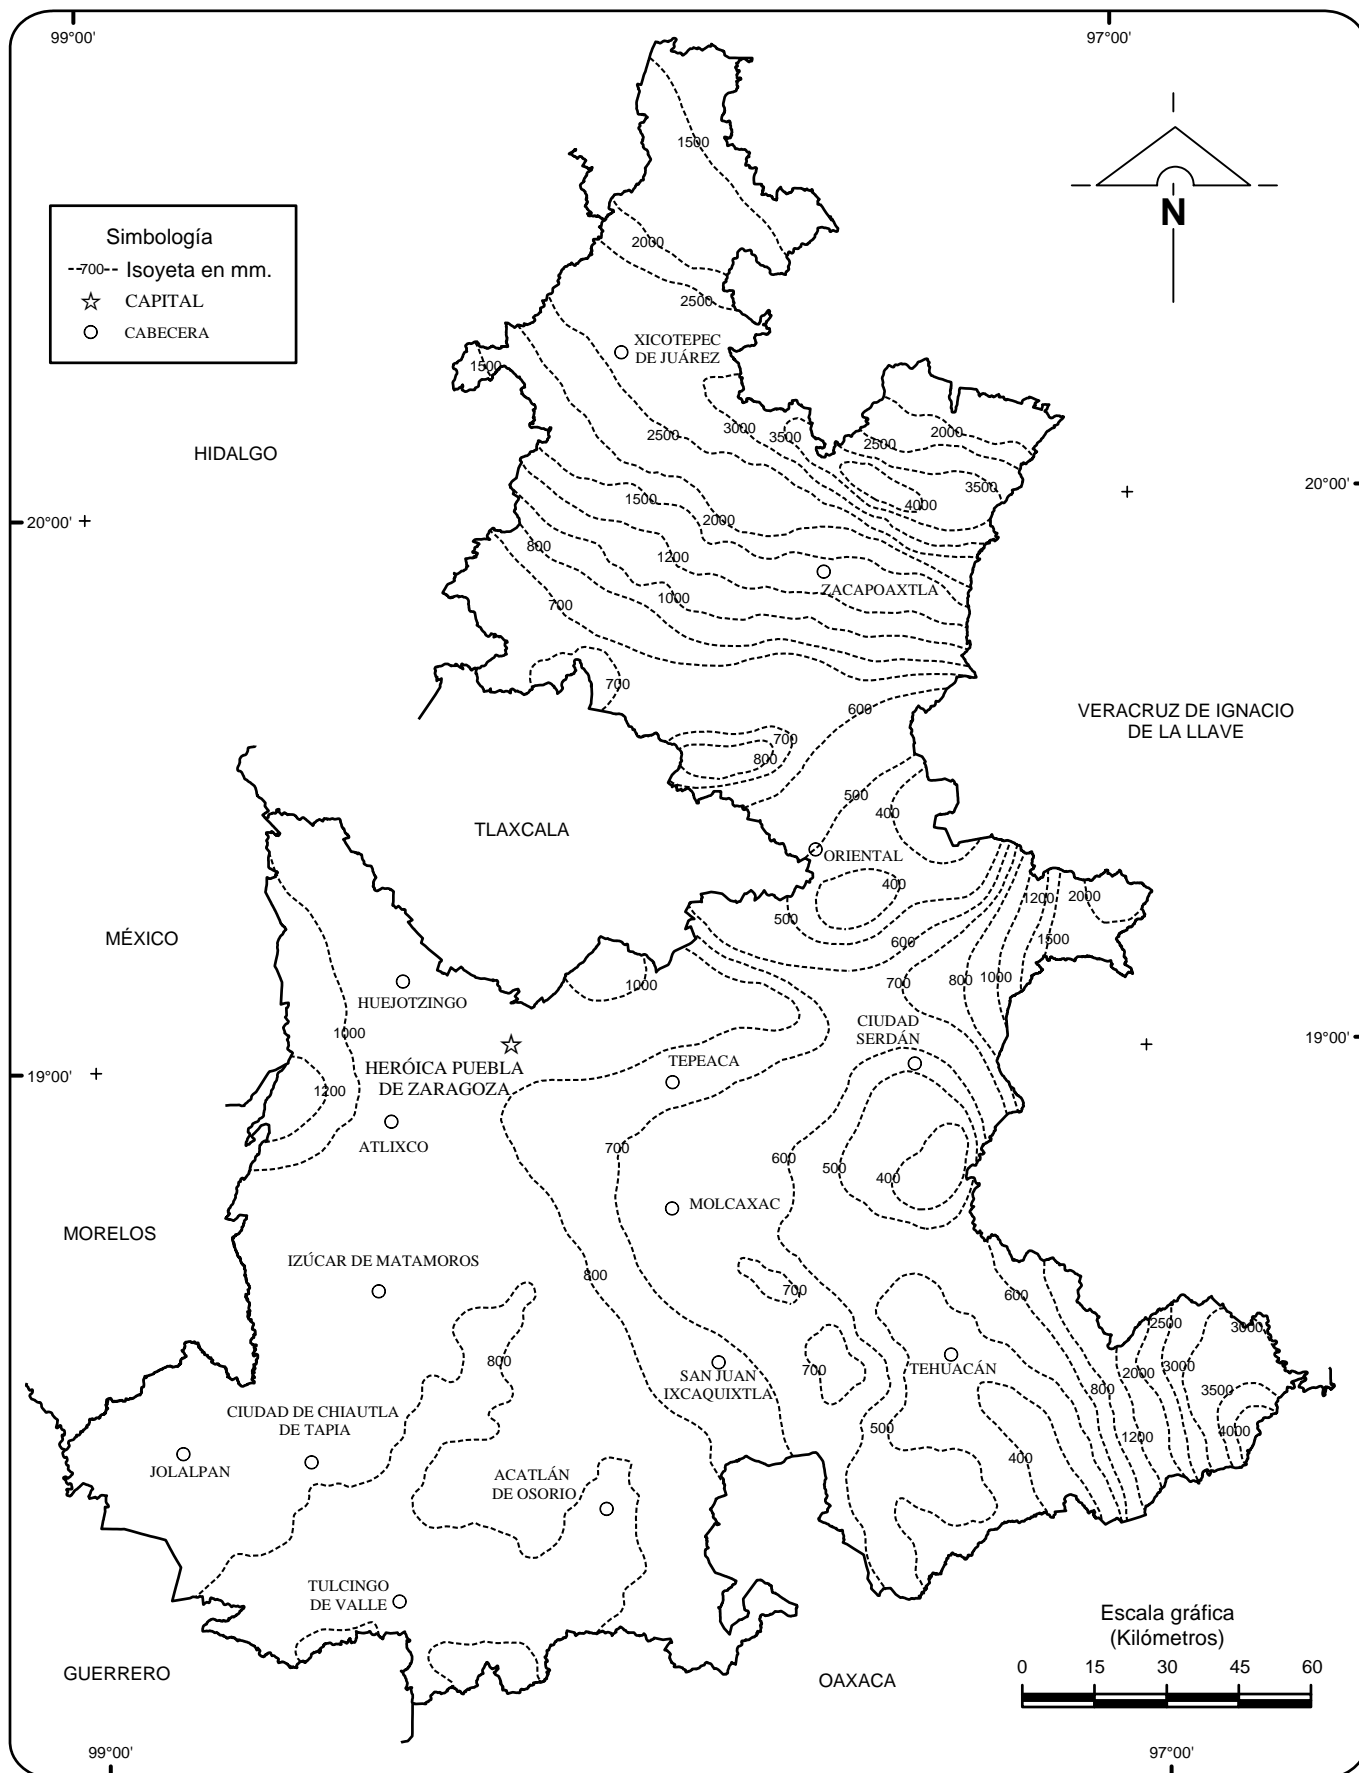 99°00'
97°00'
1500
N
Simbología
--700-- Isoyeta en mm.
CAPITAL
CABECERA
2000
2500
XICOTEPEC
DE JUÁREZ
1500
HIDALGO
2500
3000
3500
2500
2000
3500
4000
20°00'
20°00'
1500
2000
800
1200
ZACAPOAXTLA
1000
700
700
600
VERACRUZ DE IGNACIO
DE LA LLAVE
700
800
500
400
TLAXCALA
ORIENTAL
400
500
1200
2000
MÉXICO
600
1500
1000
700
800
1000
HUEJOTZINGO
CIUDAD
SERDÁN
1000
19°00'
19°00'
HERÓICA PUEBLA
DE ZARAGOZA
TEPEACA
1200
ATLIXCO
700
600
500
400
MOLCAXAC
MORELOS
IZÚCAR DE MATAMOROS
800
700
600
2500
3000
800
SAN JUAN
IXCAQUIXTLA
700
TEHUACÁN
2000
3000
800
3500
CIUDAD DE CHIAUTLA
DE TAPIA
500
1200
4000
JOLALPAN
400
ACATLÁN
DE OSORIO
TULCINGO
DE VALLE
Escala gráfica
(Kilómetros)
GUERRERO
OAXACA
0 15 30 45 60
99°00'
97°00'